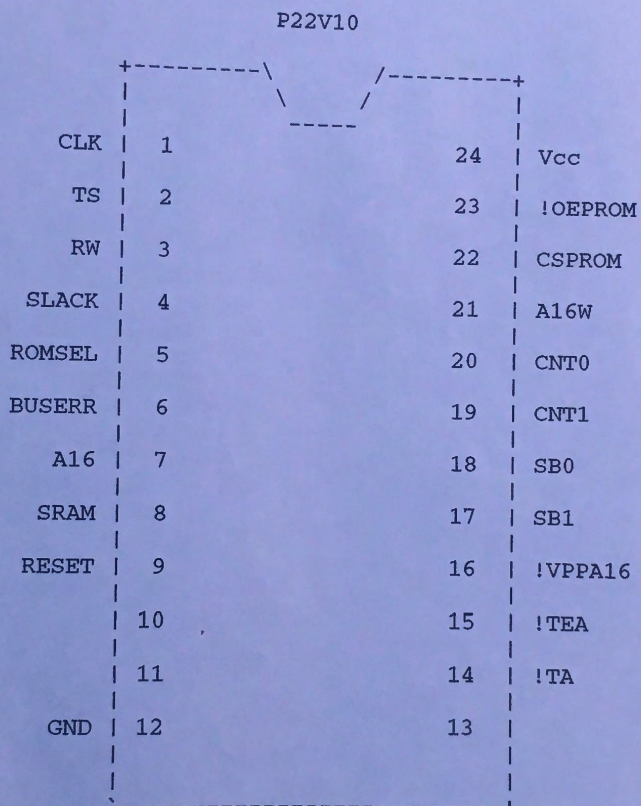 P22V10
CLK 1 24 Vcc
TS 2 23 !OEPROM
RW 3 22 CSPROM
SLACK 4 21 A16W
ROMSEL 5 20 CNT0
BUSERR 6 19 CNT1
A16 7 18 SB0
SRAM 8 17 SB1
RESET 9 16 !VPPA16
10 15 !TEA
11 14 !TA
GND 12 13